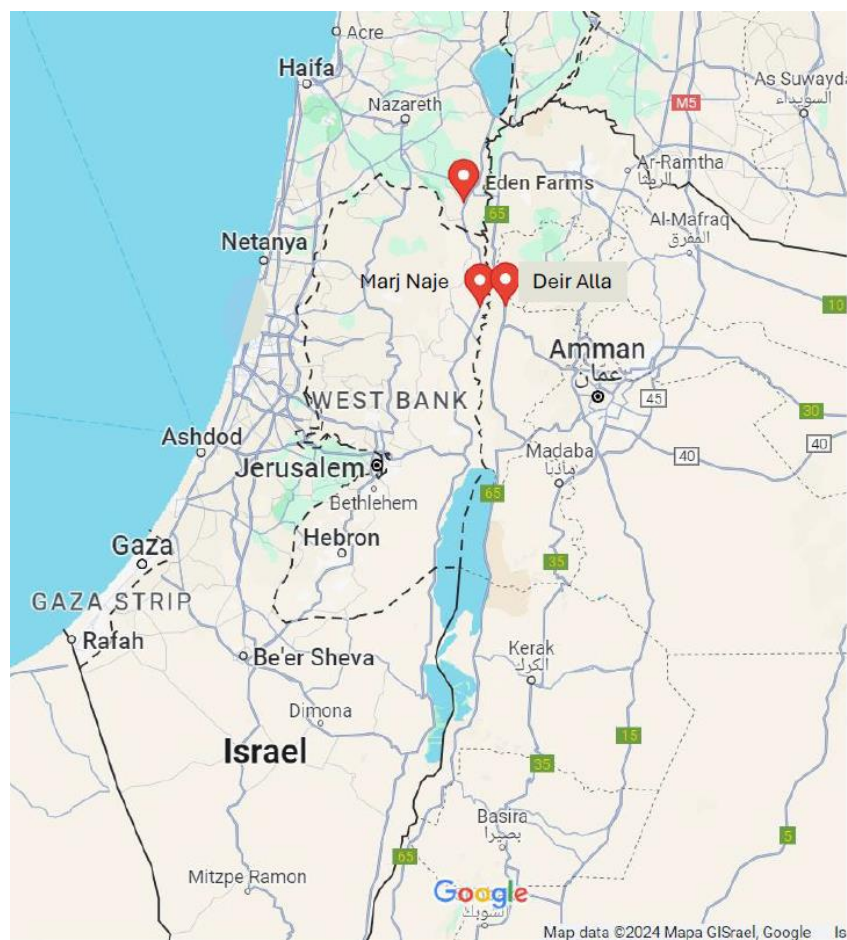 Acre
Haifa
As Suwayda
السويداء
M5
Nazareth
Ar-Ramtha
الرمثا
Eden Farms
65
Al-Mafraq
المفرق
Netanya
Marj Naje
Deir Alla
10
Amman
عمان
45
30
WEST BANK
Ashdod
40
40
Jerusalem
Madaba
مادبا
Bethlehem
65
Hebron
Gaza
35
GAZA STRIP
Rafah
Kerak
الكرك
Be'er Sheva
Dimona
15
Israel
35
Basira
بصيرا
5
65
Mitzpe Ramon
Google
الشوبك
Map data ©2024 Mapa GISrael, Google
Is